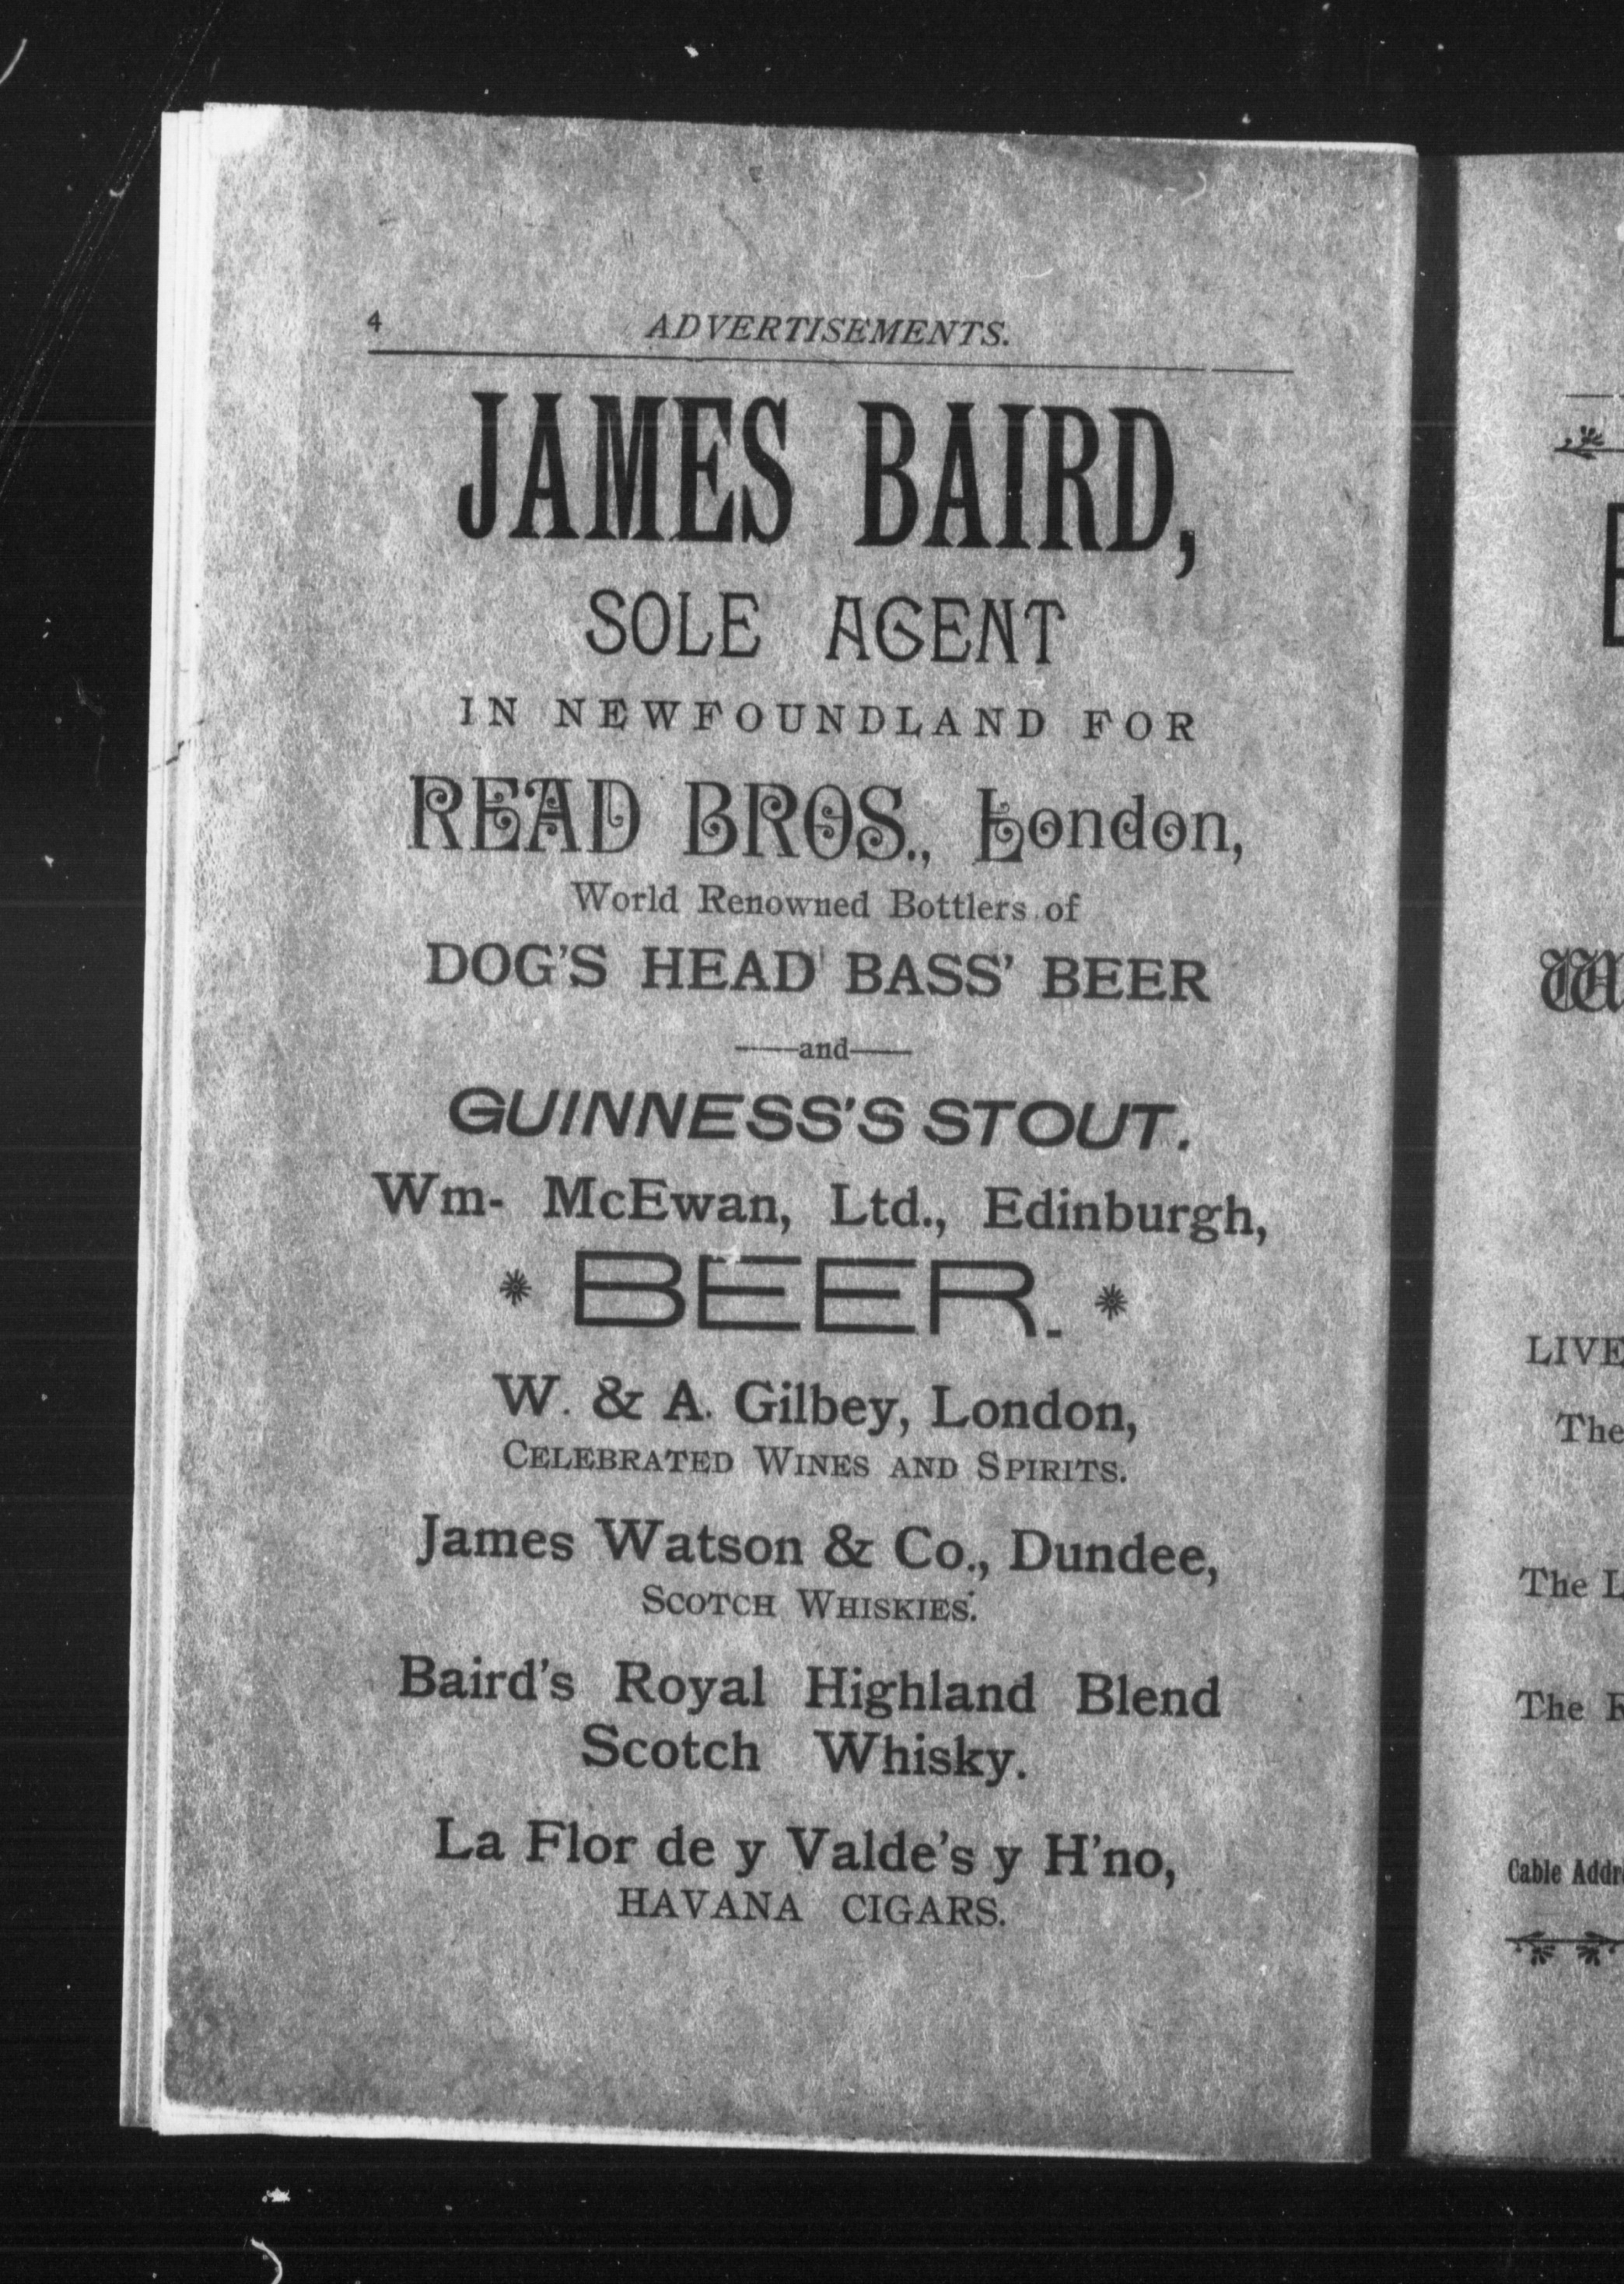 4 ADVERTISEMENTS.
JAMES BAIRD,
SOLE AGENT
IN NEWFOUNDLAND FOR
READ BROS., London,
World Renowned Bottlers of
DOG'S HEAD BASS' BEER
——and——
GUINNESS'S STOUT.
Wm- McEwan, Ltd., Edinburgh,
* BEER. *
W. & A. Gilbey, London,
CELEBRATED WINES AND SPIRITS.
James Watson & Co., Dundee,
SCOTCH WHISKIES.
Baird's Royal Highland Blend
Scotch Whisky.
La Flor de y Valde's y H'no,
HAVANA CIGARS.
LIVE
The
The L
The
Cable Addr